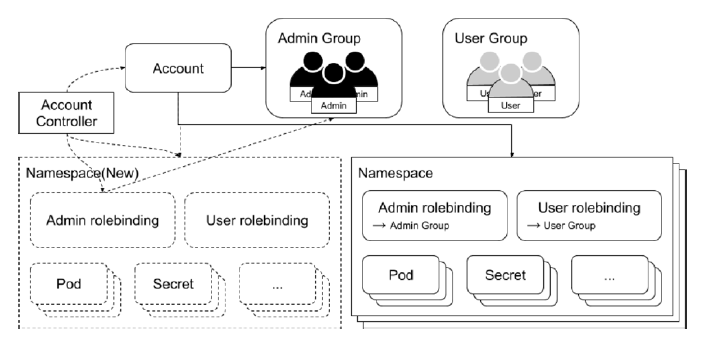 Admin Group
User Group
Account
Ad
min
Admin
Us
er
User
Account
Controller
Namespace(New)
Namespace
Admin rolebinding
User rolebinding
Admin rolebinding
→ Admin Group
User rolebinding
→ User Group
Pod
Secret
...
Pod
Secret
...